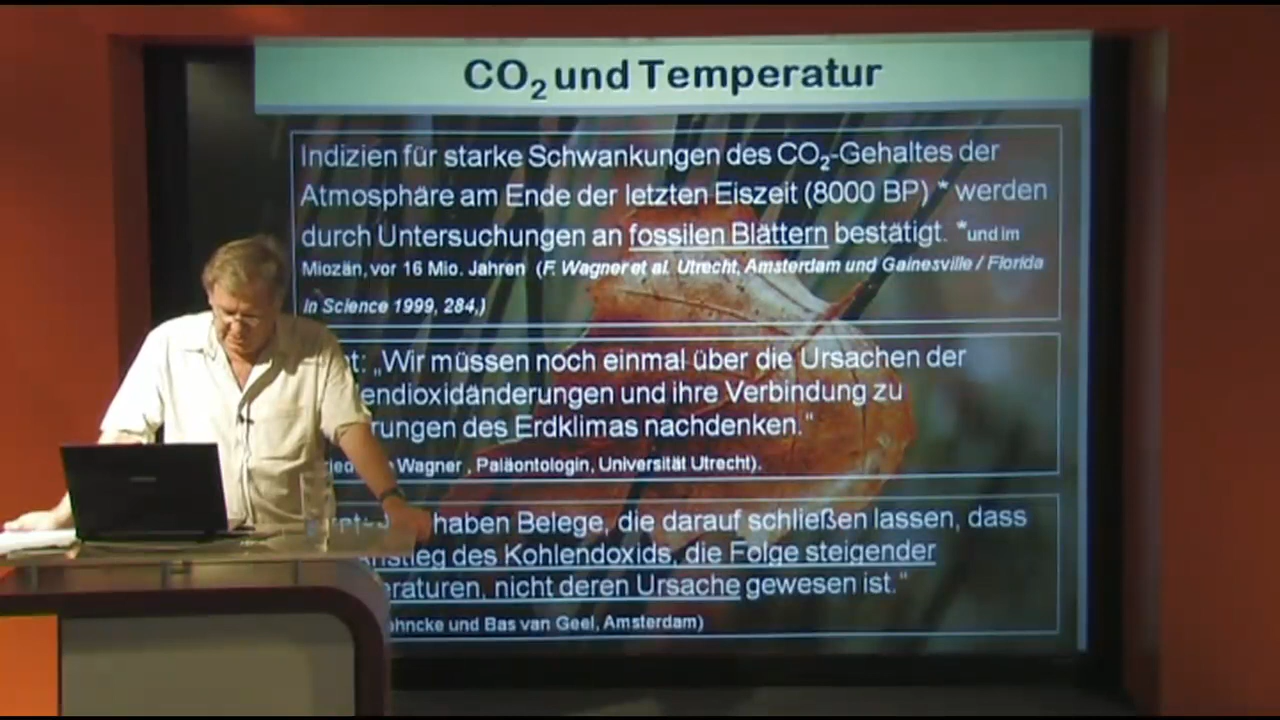 CO₂ und Temperatur
Indizien für starke Schwankungen des CO₂-Gehaltes der
Atmosphäre am Ende der letzten Eiszeit (8000 BP) * werden
durch Untersuchungen an fossilen Blättern bestätigt. *und im
Miozän, vor 16 Mio. Jahren (F. Wagner et al. Utrecht, Amsterdam und Gainesville / Florida
in Science 1999, 284,)
t: „Wir müssen noch einmal über die Ursachen der
endioxidänderungen und ihre Verbindung zu
rungen des Erdklimas nachdenken.“
Wagner , Paläontologin, Universität Utrecht).
haben Belege, die darauf schließen lassen, dass
nstieg des Kohlendoxids, die Folge steigender
eraturen, nicht deren Ursache gewesen ist.“
ohncke und Bas van Geel, Amsterdam)